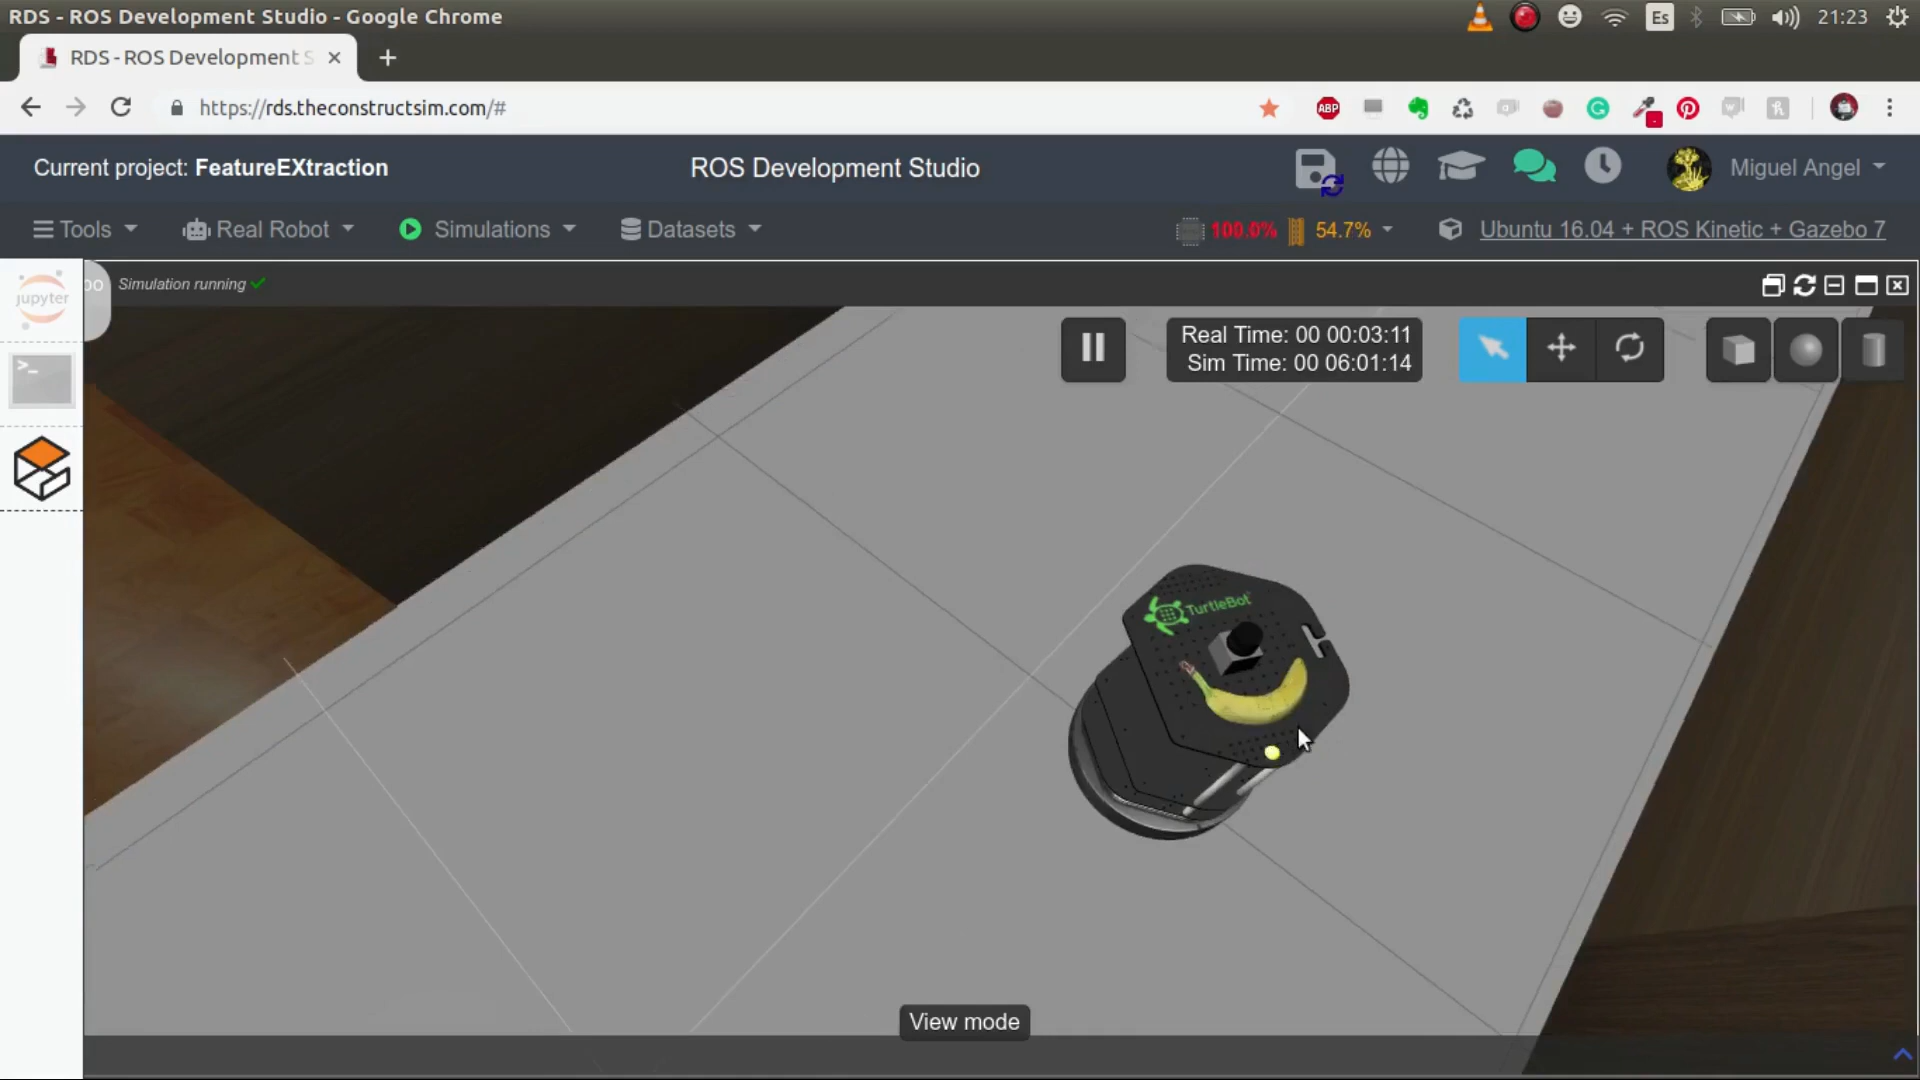 RDS - ROS Development Studio - Google Chrome
Es
21:23
RDS - ROS Development S
https://rds.theconstructsim.com/#
ABP
Current project: FeatureEXtraction
ROS Development Studio
Miguel Angel
Tools
Real Robot
Simulations
Datasets
100.0%
54.7%
Ubuntu 16.04 + ROS Kinetic + Gazebo 7
jupyter
Simulation running
>_
Real Time: 00 00:03:11
Sim Time: 00 06:01:14
TurtleBot
View mode